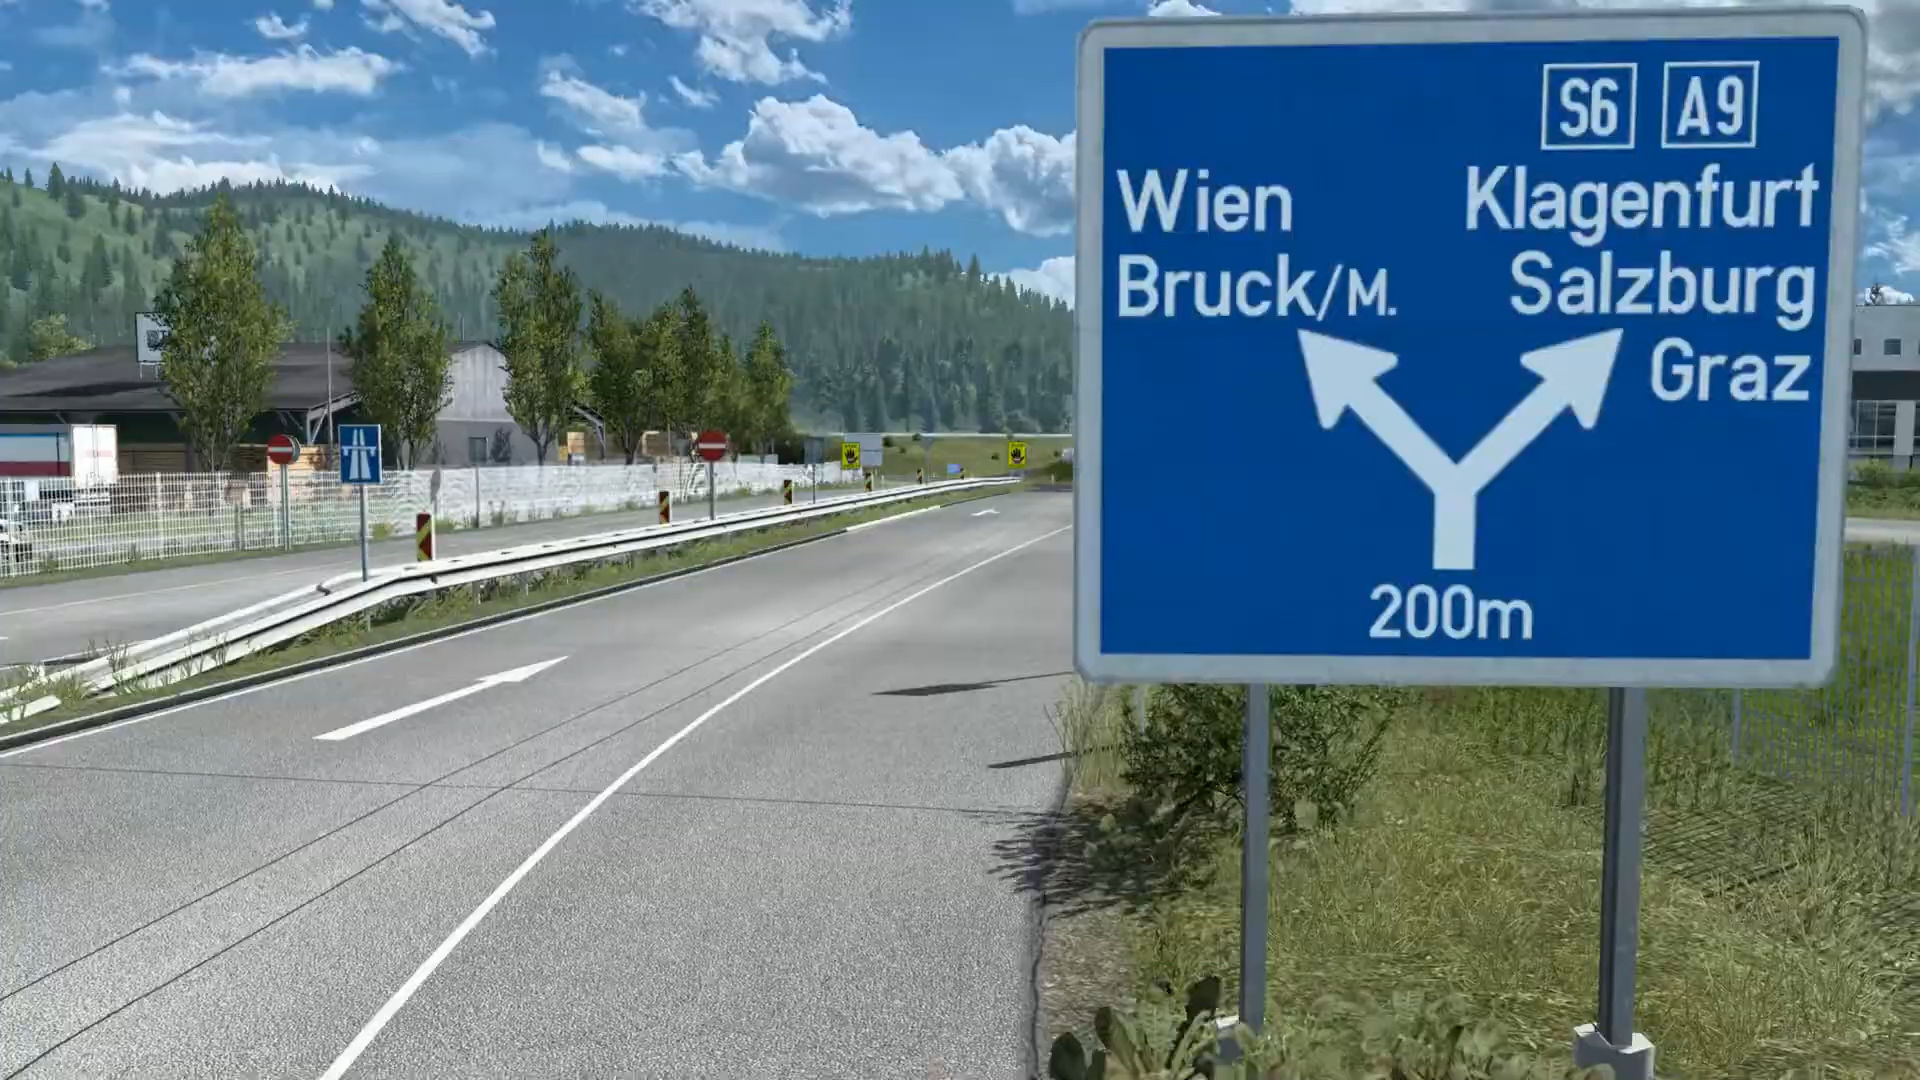 S6 A9
Wien
Klagenfurt
Bruck/M.
Salzburg
Graz
200m